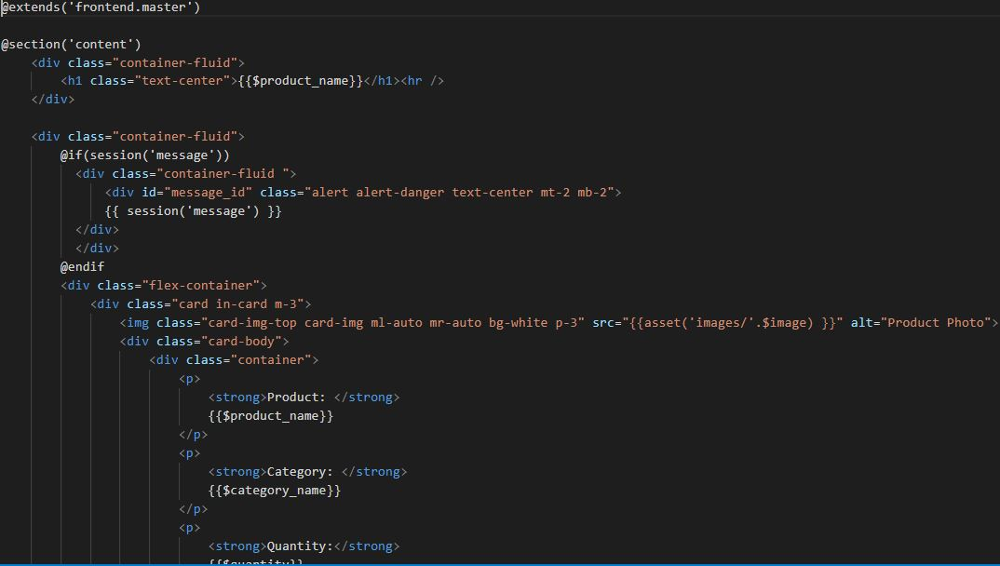 @extends('frontend.master')
@section('content')
<div class="container-fluid">
<h1 class="text-center">{{$product_name}}</h1><hr />
</div>
<div class="container-fluid">
@if(session('message'))
<div class="container-fluid ">
<div id="message_id" class="alert alert-danger text-center mt-2 mb-2">
{{ session('message') }}
</div>
</div>
@endif
<div class="flex-container">
<div class="card in-card m-3">
<img class="card-img-top card-img ml-auto mr-auto bg-white p-3" src="{{asset('images/'.$image) }}" alt="Product Photo">
<div class="card-body">
<div class="container">
<p>
<strong>Product: </strong>
{{$product_name}}
</p>
<p>
<strong>Category: </strong>
{{$category_name}}
</p>
<p>
<strong>Quantity:</strong>
{{$quantity}}